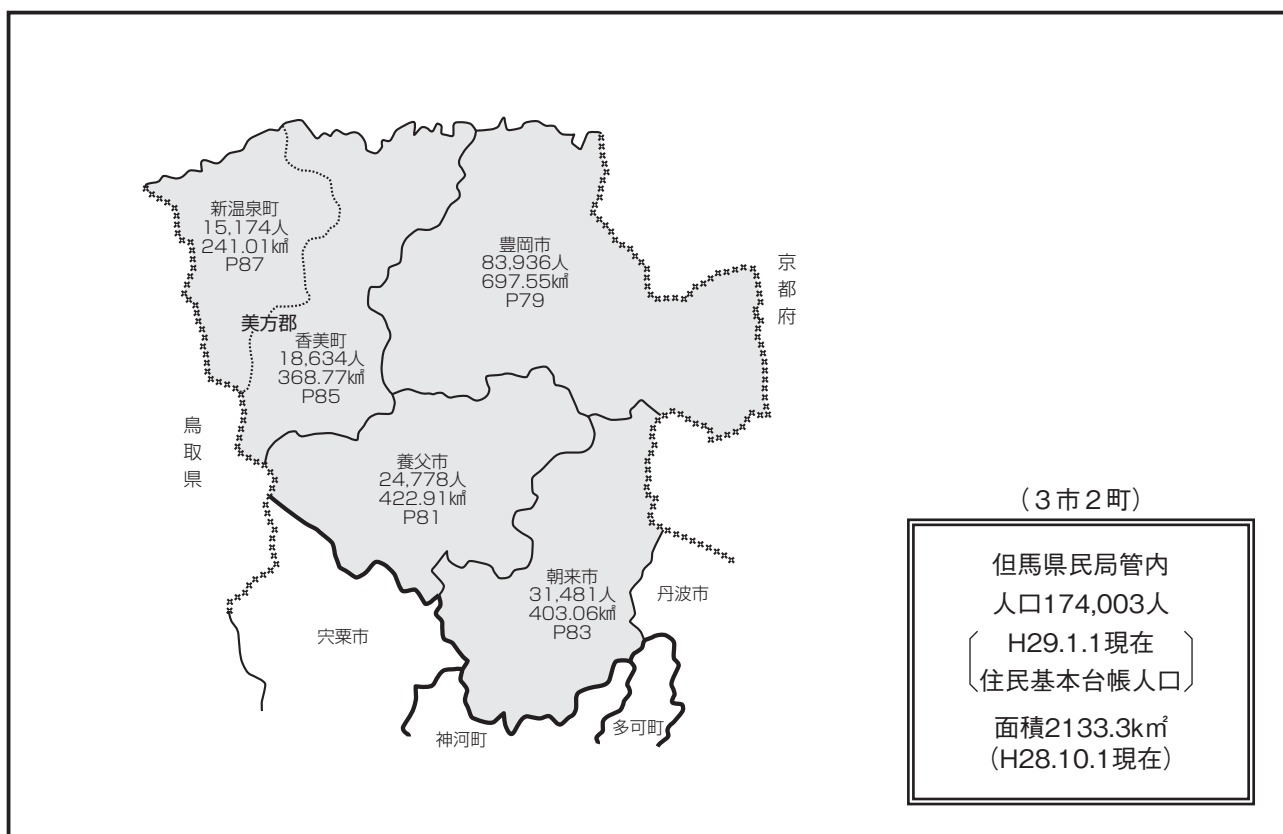 新温泉町
15,174人
241.01㎢
P87
豊岡市
83,936人
697.55㎢
P79
京都府
美方郡
香美町
18,634人
368.77㎢
P85
鳥取県
養父市
24,778人
422.91㎢
P81
朝来市
31,481人
403.06㎢
P83
丹波市
宍粟市
神河町
多可町
（３市２町）
但馬県民局管内
人口174,003人
H29.1.1現在
住民基本台帳人口
面積2133.3k㎡
（H28.10.1現在）